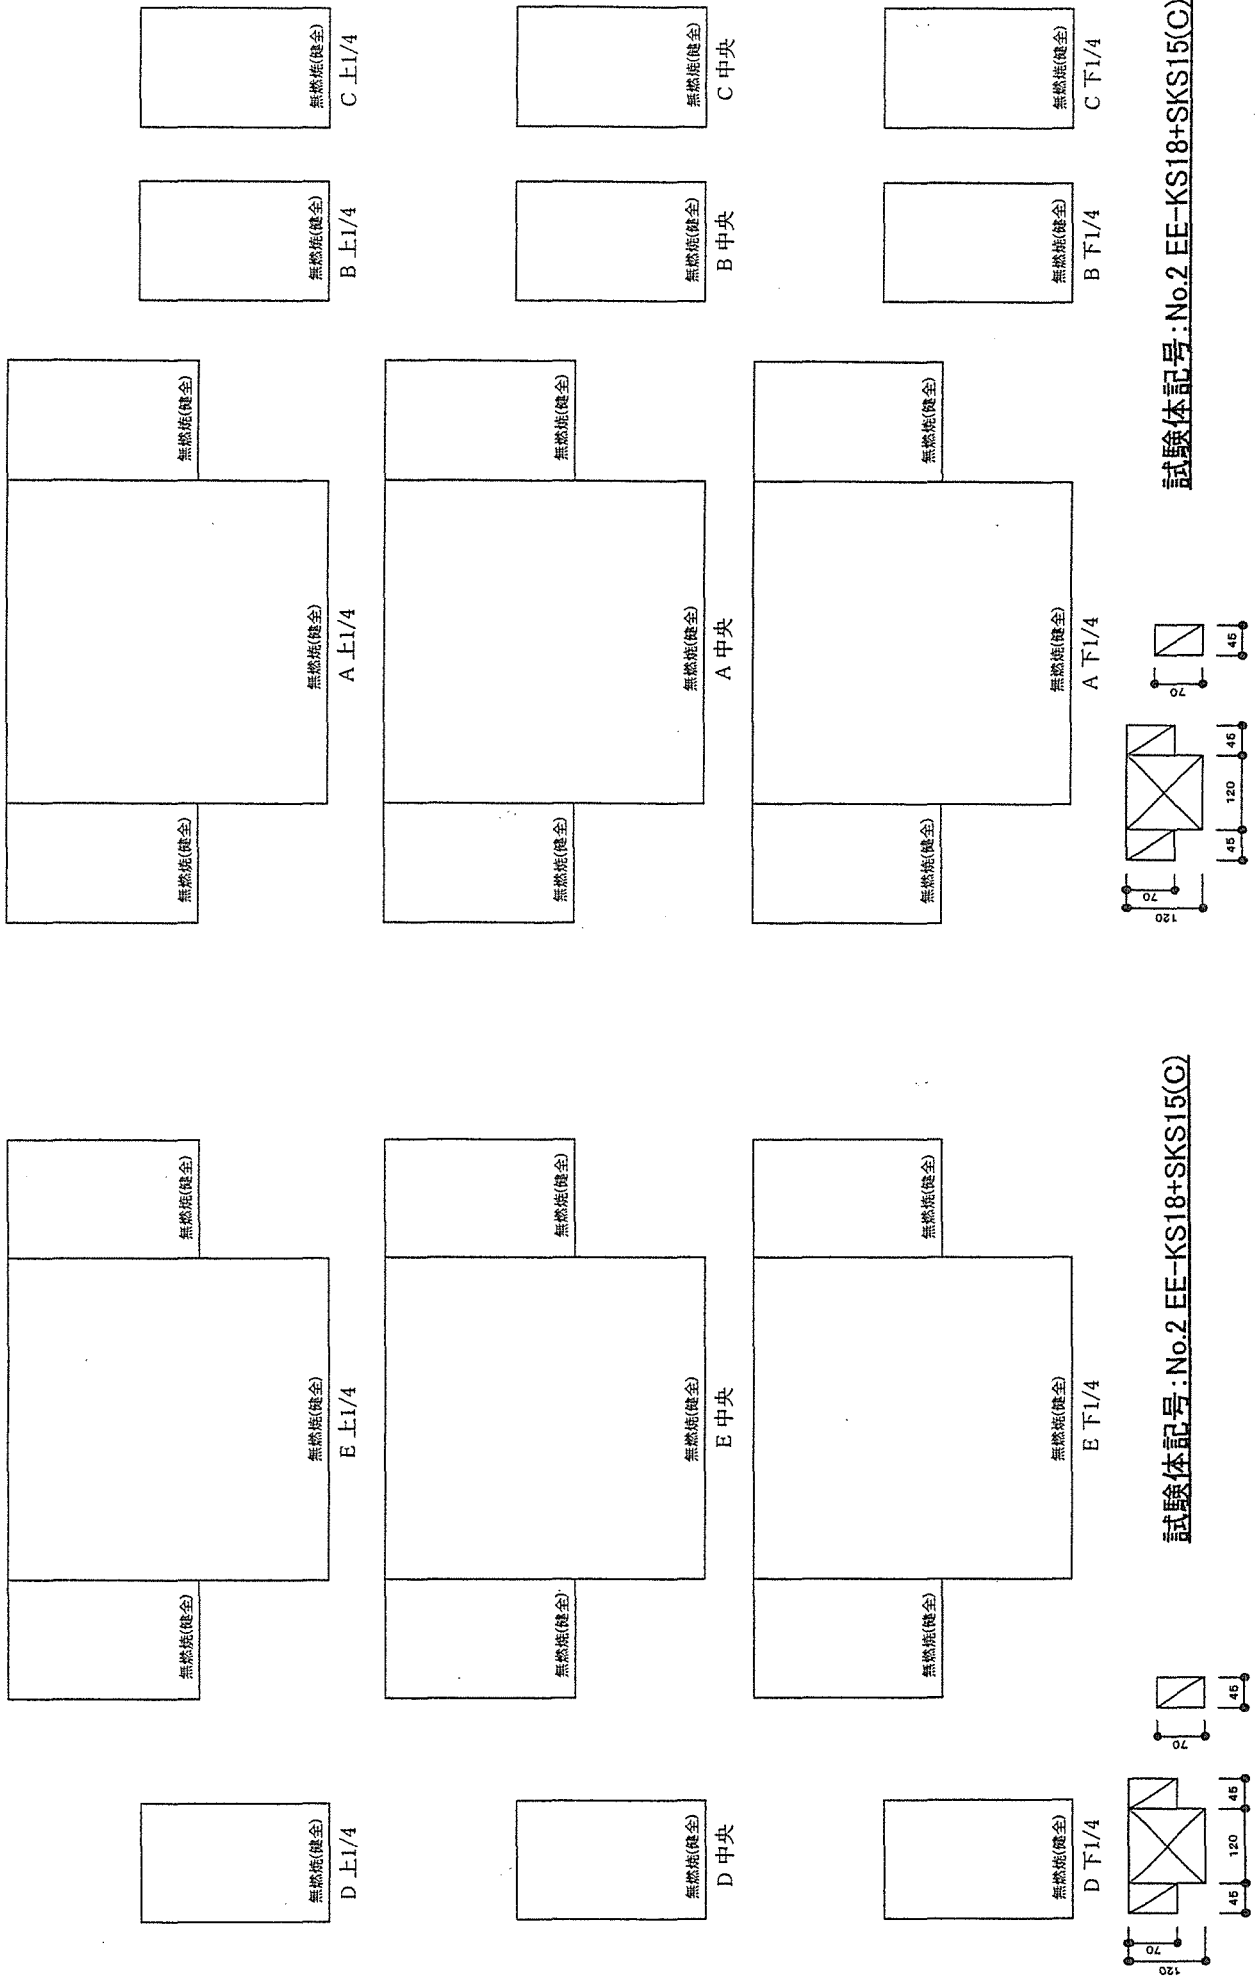 無燃焼(健全)
無燃焼(健全)
無燃焼(健全)
無燃焼(健全)
無燃焼(健全)
無燃焼(健全)
無燃焼(健全)
無燃焼(健全)
無燃焼(健全)
D 上1/4
E 上1/4
A 上1/4
B 上1/4
C 上1/4
無燃焼(健全)
無燃焼(健全)
無燃焼(健全)
無燃焼(健全)
無燃焼(健全)
無燃焼(健全)
無燃焼(健全)
無燃焼(健全)
無燃焼(健全)
D 中央
E 中央
A 中央
B 中央
C 中央
無燃焼(健全)
無燃焼(健全)
無燃焼(健全)
無燃焼(健全)
無燃焼(健全)
無燃焼(健全)
無燃焼(健全)
無燃焼(健全)
無燃焼(健全)
D 下1/4
E 下1/4
A 下1/4
B 下1/4
C 下1/4
120
70
45
120
45
70
45
試験体記号:No.2 EE-KS18+SKS15(C)
120
70
45
120
45
70
45
試験体記号:No.2 EE-KS18+SKS15(C)